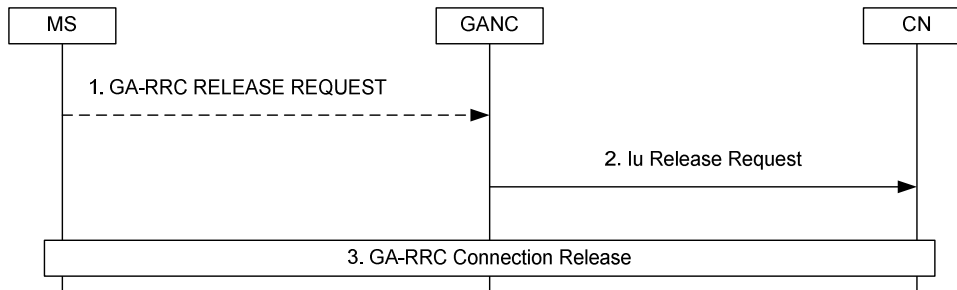 MS
GANC
CN
1. GA-RRC RELEASE REQUEST
2. Iu Release Request
3. GA-RRC Connection Release